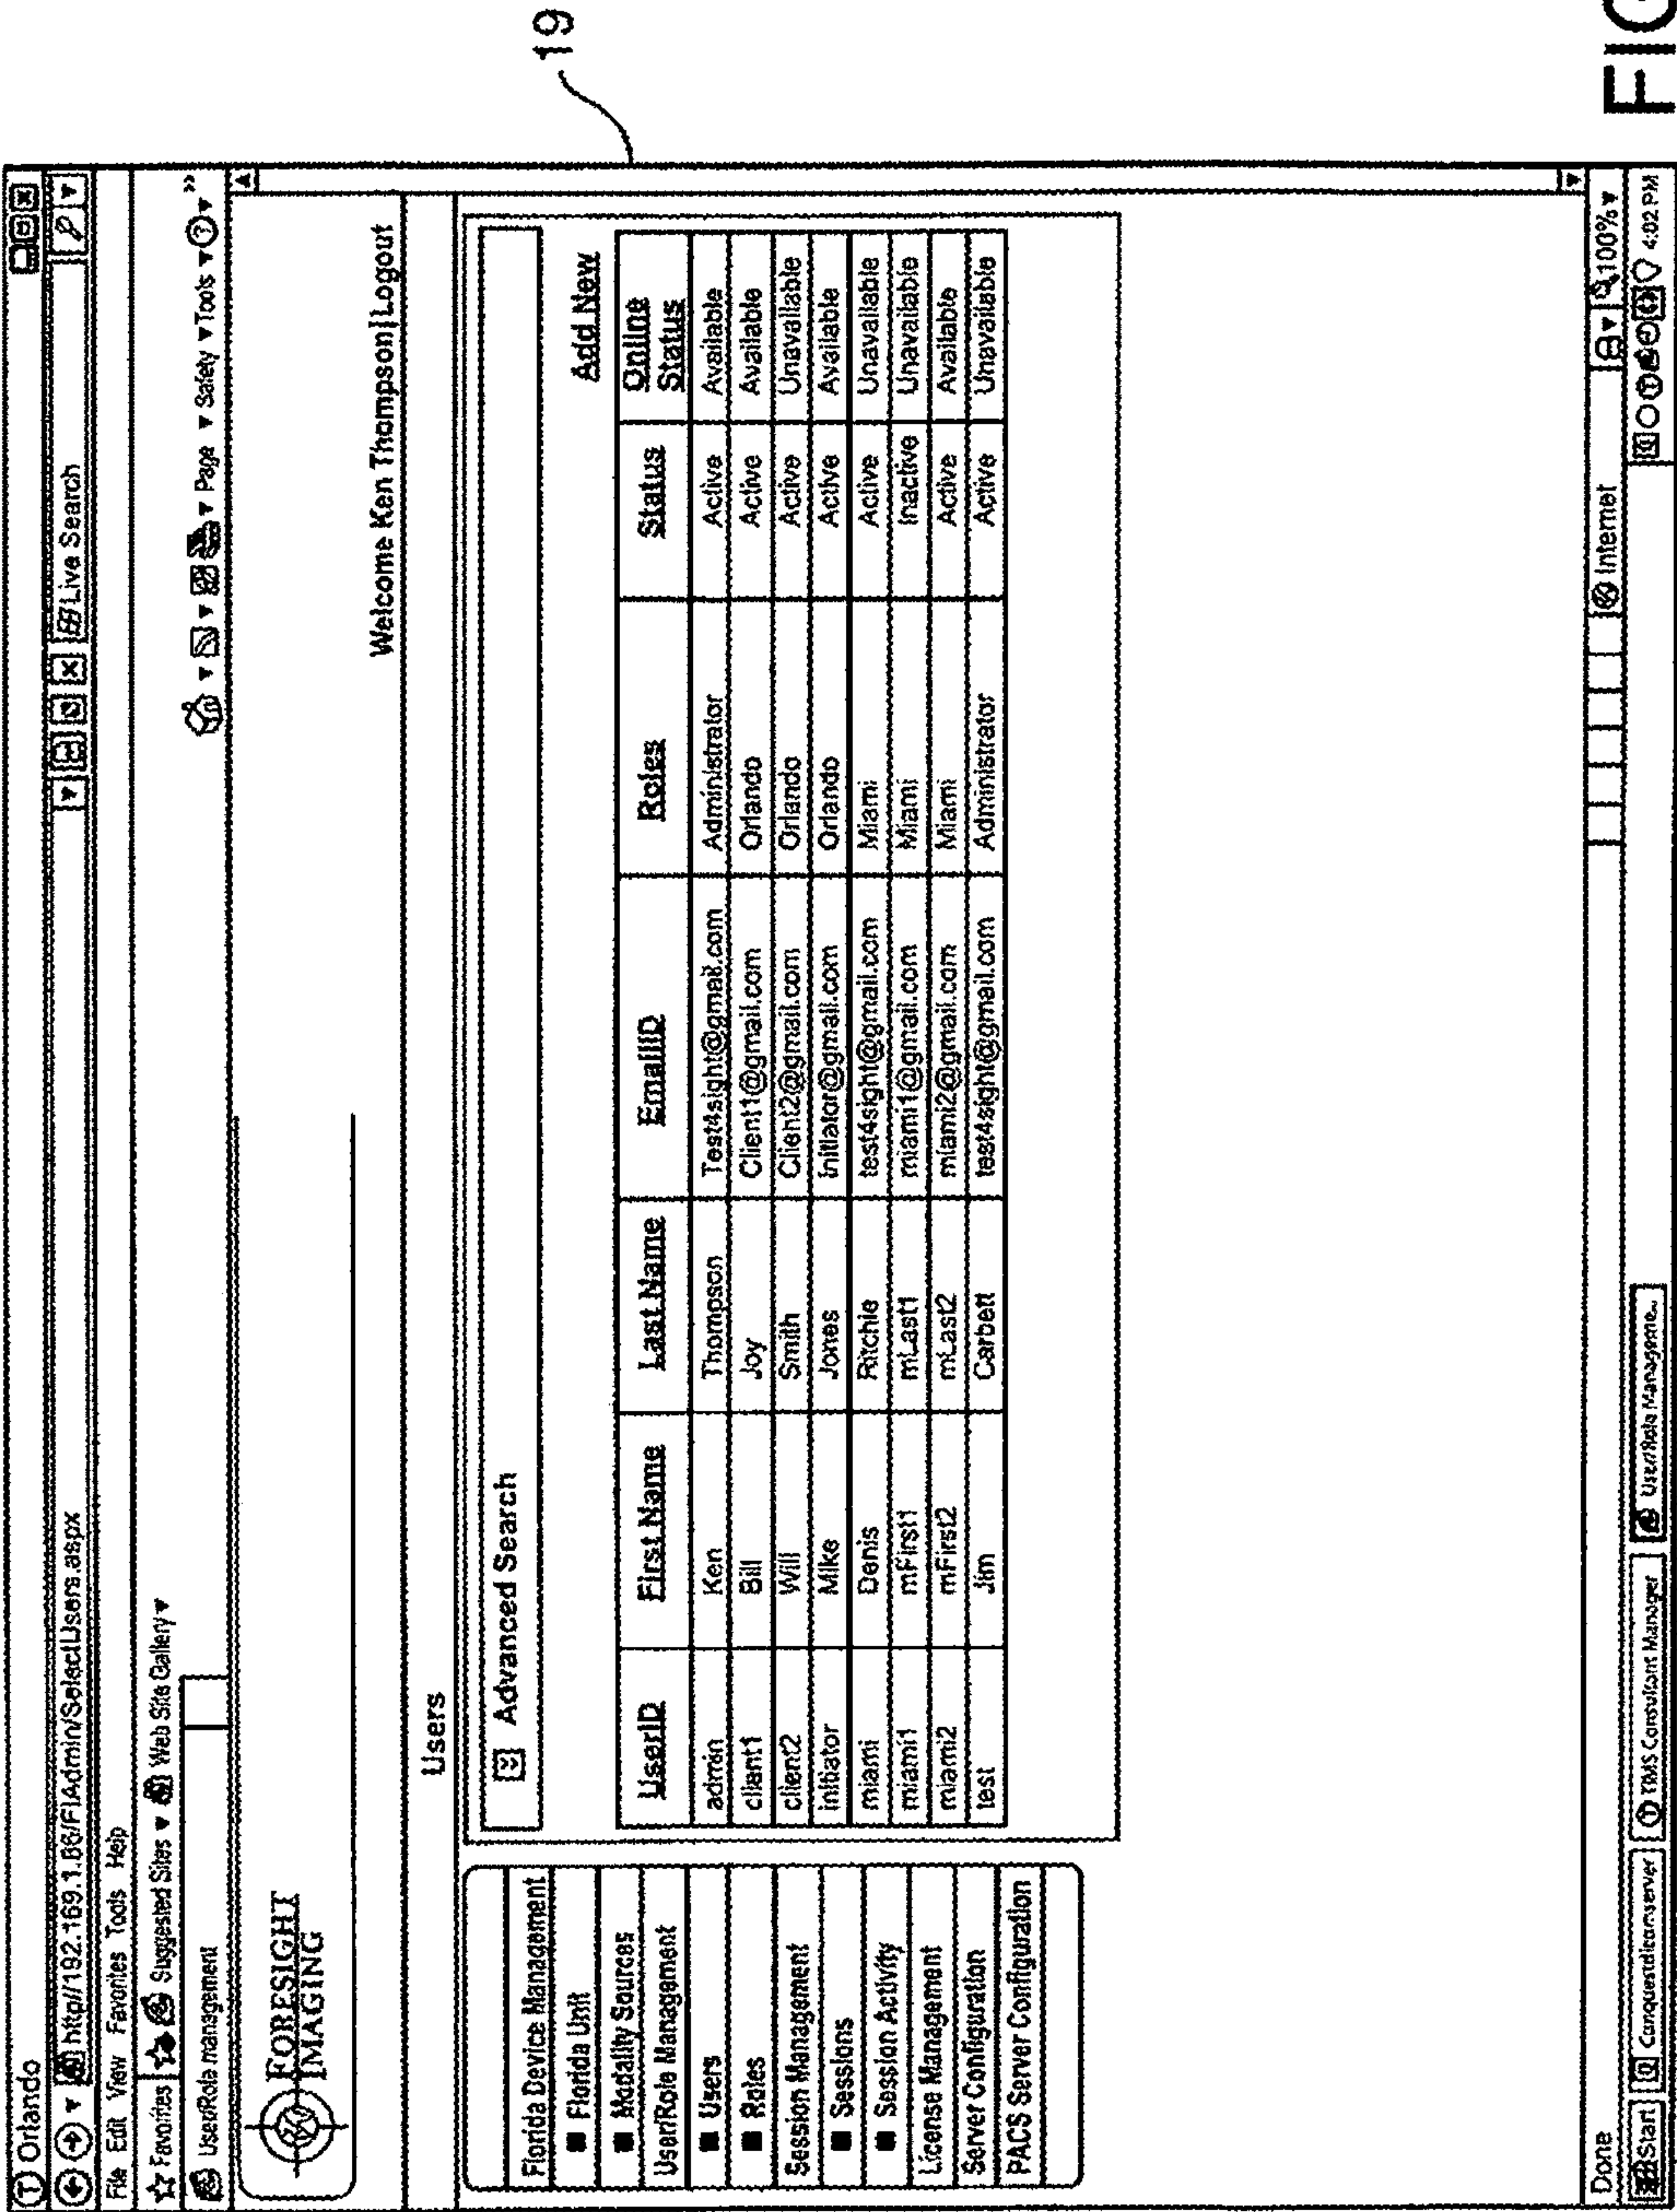 Orlando
http//192.169.1.86/FIAdmin/SelectUsers.aspx Live Search
File Edit View Favorites Tools Help
Favorites Suggested Sites Web Site Gallery
User/Role management Page Safety Tools
FORESIGHT
IMAGING
Welcome Ken Thompson|Logout
Users
Florida Device Management
Florida Unit
Modality Sources
User/Role Management
Users
Roles
Session Management
Sessions
Session Activity
License Management
Server Configuration
PACS Server Configuration
Advanced Search
Add New
UserID First Name Last Name EmailID Roles Status Online Status
admin Ken Thompson Test4sight@gmail.com Administrator Active Available
client1 Bill Joy Client1@gmail.com Orlando Active Available
client2 Will Smith Client2@gmail.com Orlando Active Unavailable
initiator Mike Jones Initiator@gmail.com Orlando Active Available
miami Denis Ritchie test4sight@gmail.com Miami Active Unavailable
miami1 mFirst1 mLast1 miami1@gmail.com Miami Inactive Unavailable
miami2 mFirst2 mLast2 miami2@gmail.com Miami Active Available
test Jim Carbett test4sight@gmail.com Administrator Active Unavailable
Done Internet 100%
Start Conquestdicomserver TIMS Consultant Manager User/Role Manageme... 4:02 PM
19
FIG